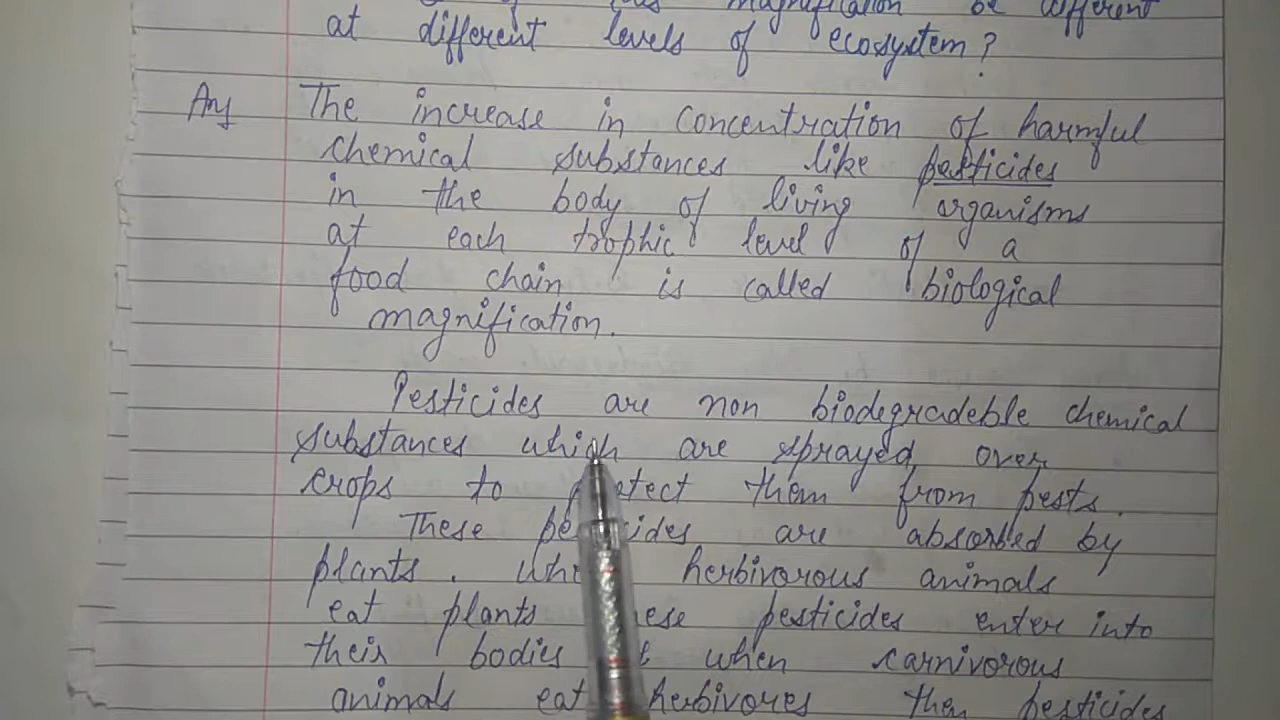 magnification be different
at different levels of ecosystem?
Ans The increase in concentration of harmful
chemical substances like pesticides
in the body of living organisms
at each trophic level of a
food chain is called biological
magnification.
Pesticides are non biodegradeble chemical
substances which are sprayed over
crops to from pests.
These are absorbed by
plants. herbivorous animals
eat plants pesticides enter into
their bodies when carnivorous
animals eat herbivores then pesticides